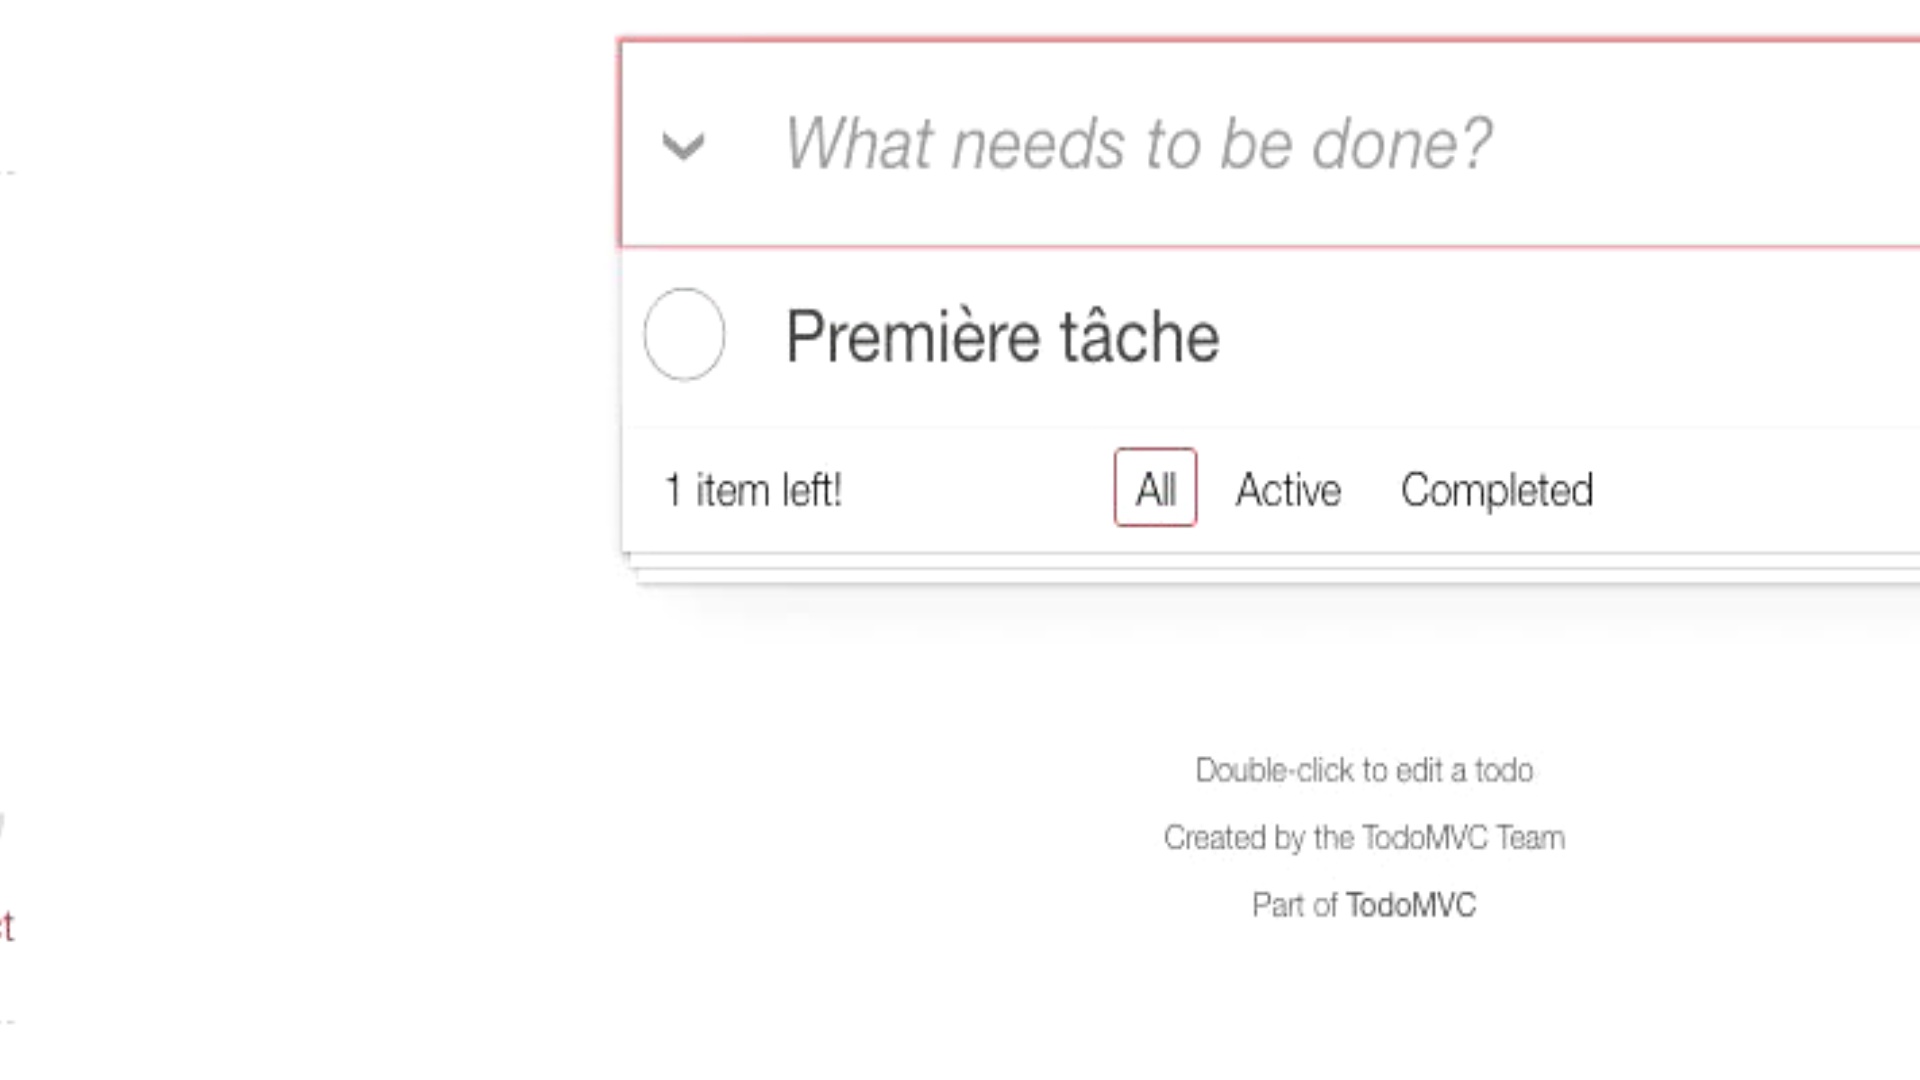 What needs to be done?
Première tâche
1 item left!
All Active Completed
Double-click to edit a todo
Created by the TodoMVC Team
Part of TodoMVC